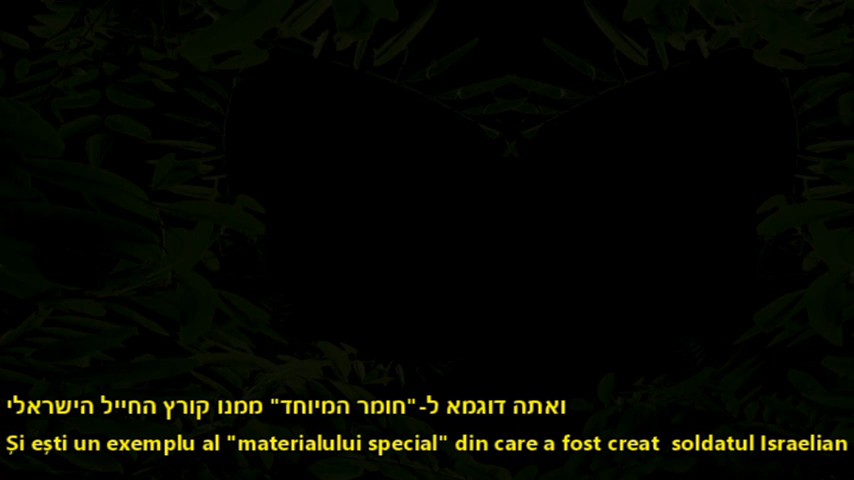 ואתה דוגמא ל-"חומר המיוחד" ממנו קורץ החייל הישראלי
Și ești un exemplu al "materialului special" din care a fost creat  soldatul Israelian